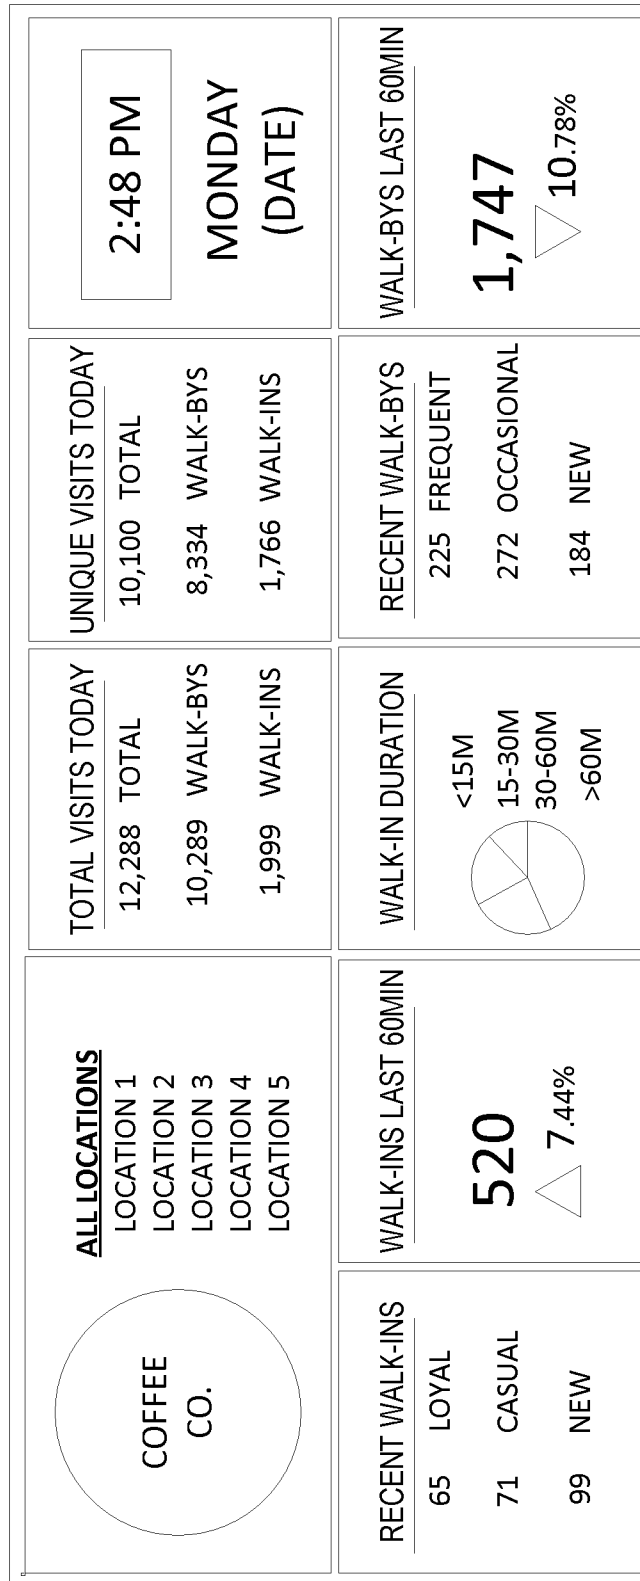 COFFEE
CO.
ALL LOCATIONS
LOCATION 1
LOCATION 2
LOCATION 3
LOCATION 4
LOCATION 5
TOTAL VISITS TODAY
12,288 TOTAL
10,289 WALK-BYS
1,999 WALK-INS
UNIQUE VISITS TODAY
10,100 TOTAL
8,334 WALK-BYS
1,766 WALK-INS
2:48 PM
MONDAY
(DATE)
RECENT WALK-INS
65 LOYAL
71 CASUAL
99 NEW
WALK-INS LAST 60MIN
520
7.44%
WALK-IN DURATION
<15M
15-30M
30-60M
>60M
RECENT WALK-BYS
225 FREQUENT
272 OCCASIONAL
184 NEW
WALK-BYS LAST 60MIN
1,747
10.78%